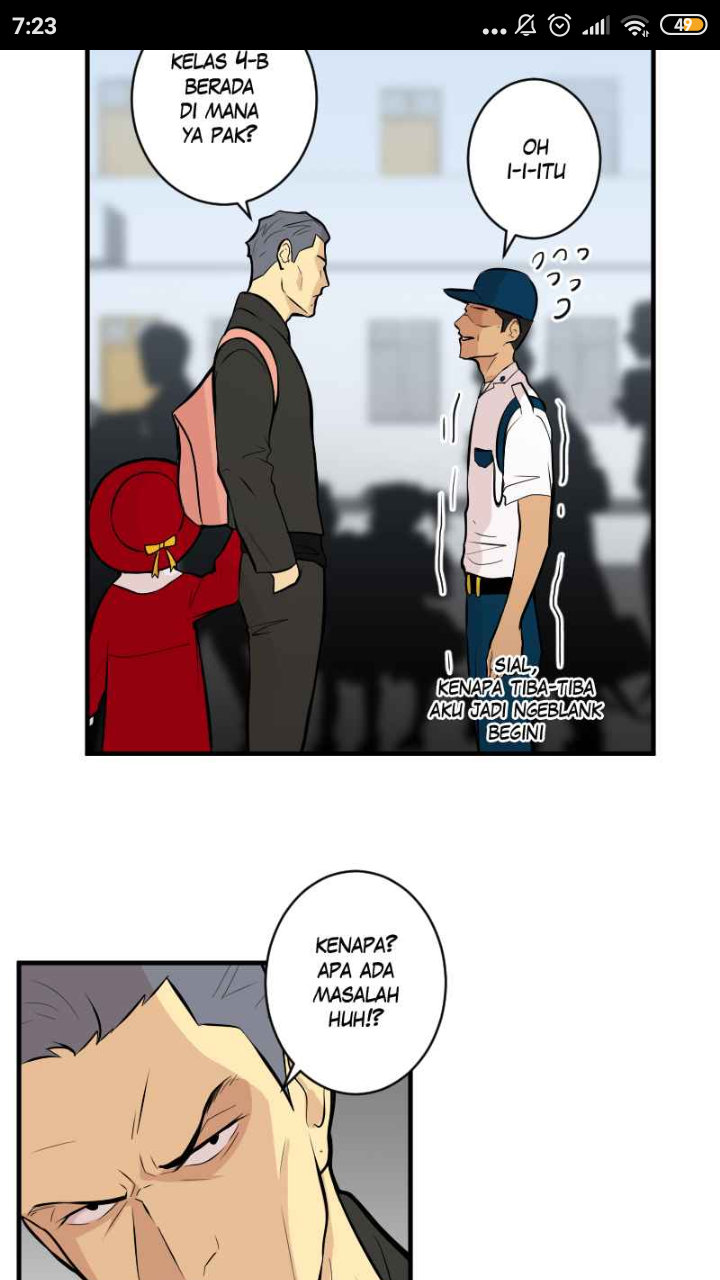 7:23
49
KELAS 4-B
BERADA
DI MANA
YA PAK?
OH
I-I-ITU
SIAL,
KENAPA TIBA-TIBA
AKU JADI NGEBLANK
BEGINI
KENAPA?
APA ADA
MASALAH
HUH!?